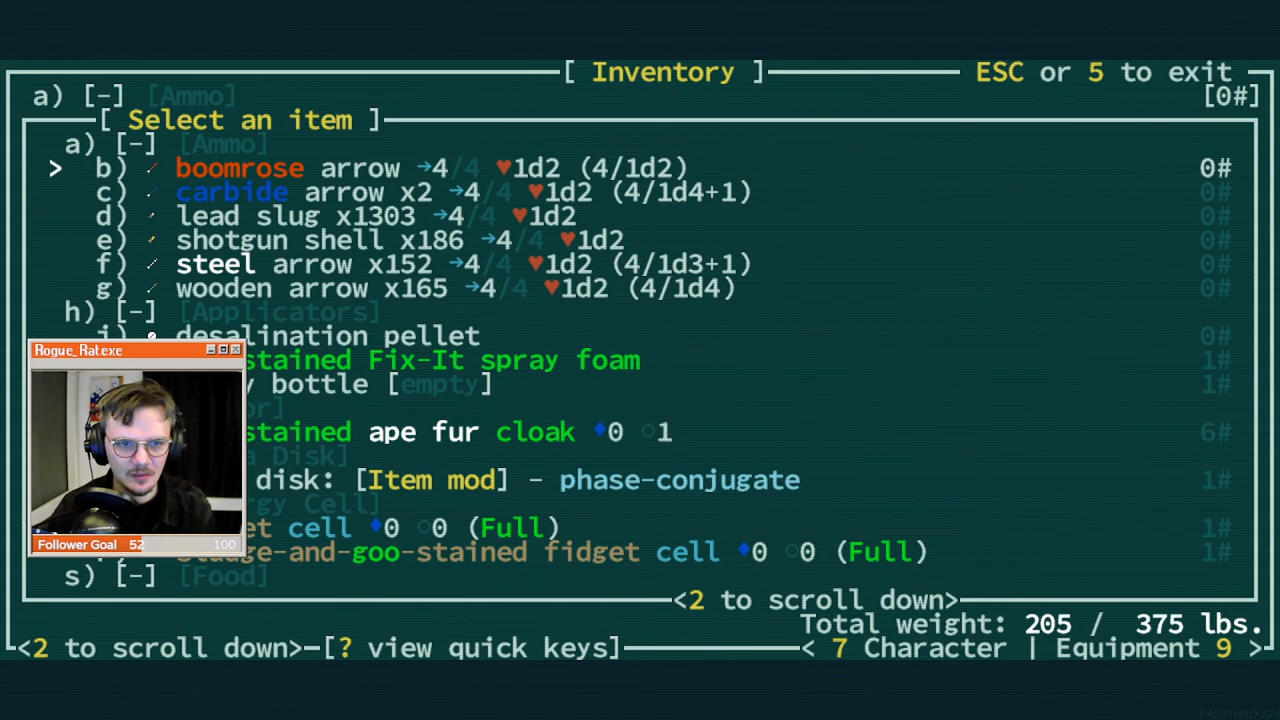 [ Inventory ] ESC or 5 to exit
a) [-] [Ammo] [0#]
[ Select an item ]
a) [-] [Ammo]
> b) boomrose arrow →4/4 ♥1d2 (4/1d2) 0#
c) carbide arrow x2 →4/4 ♥1d2 (4/1d4+1) 0#
d) lead slug x1303 →4/4 ♥1d2 0#
e) shotgun shell x186 →4/4 ♥1d2 0#
f) steel arrow x152 →4/4 ♥1d2 (4/1d3+1) 0#
g) wooden arrow x165 →4/4 ♥1d2 (4/1d4) 0#
h) [-] [Applicators]
i) desalination pellet 0#
Rogue_Rat.exe
stained Fix-It spray foam 1#
bottle [empty] 1#
stained ape fur cloak ♦0 ○1 6#
Disk]
disk: [Item mod] - phase-conjugate 1#
Cell]
cell ♦0 ○0 (Full) 1#
Follower Goal 52 100
-and-goo-stained fidget cell ♦0 ○0 (Full) 1#
s) [-] [Food]
<2 to scroll down>
Total weight: 205 / 375 lbs.
<2 to scroll down> [? view quick keys] < 7 Character | Equipment 9 >